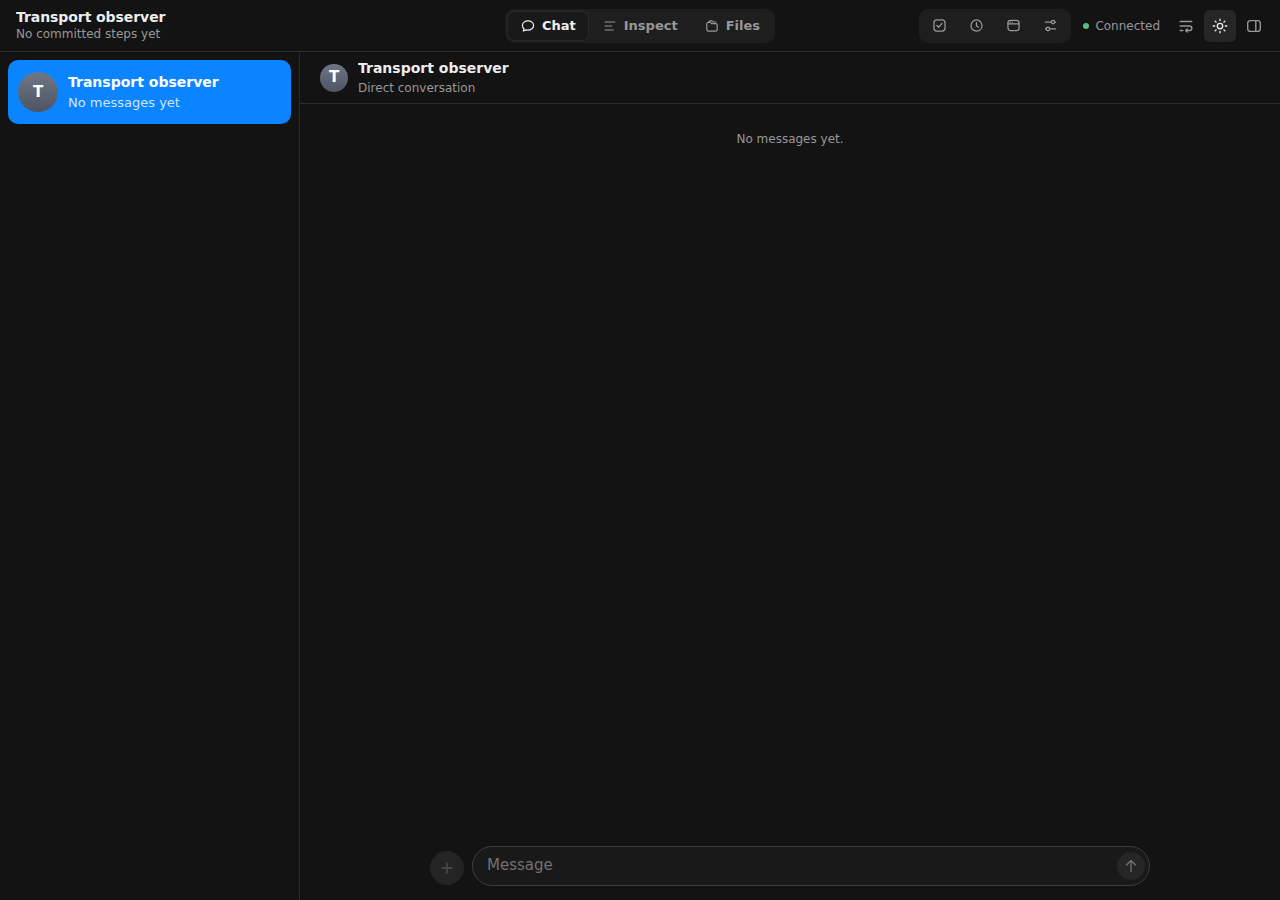 Transport observer
No committed steps yet
Chat
Inspect
Files
Connected
T
Transport observer
No messages yet
T
Transport observer
Direct conversation
No messages yet.
Message